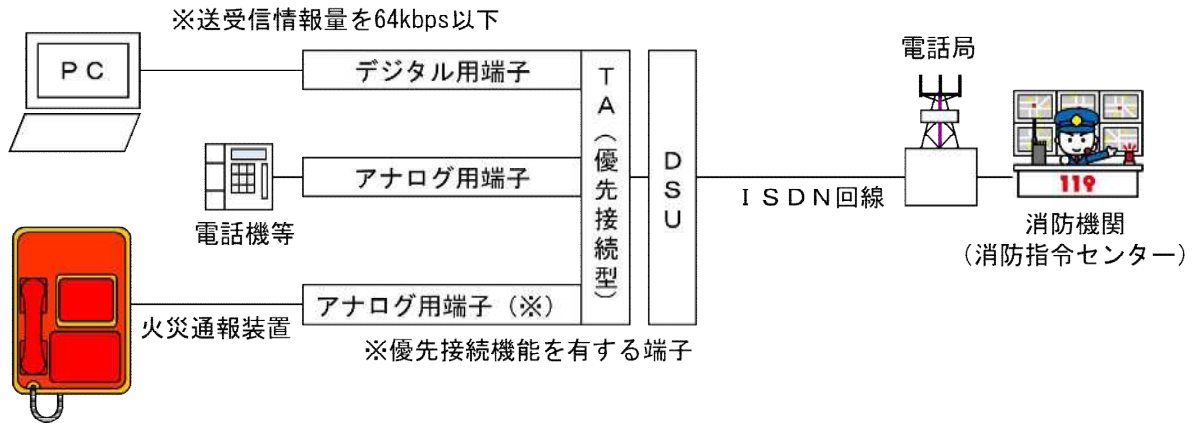 ※送受信情報量を64kbps以下
ＰＣ
デジタル用端子
電話機等
アナログ用端子
火災通報装置
アナログ用端子（※）
※優先接続機能を有する端子
ＴＡ（優先接続型）
ＤＳＵ
ＩＳＤＮ回線
電話局
119
消防機関
（消防指令センター）